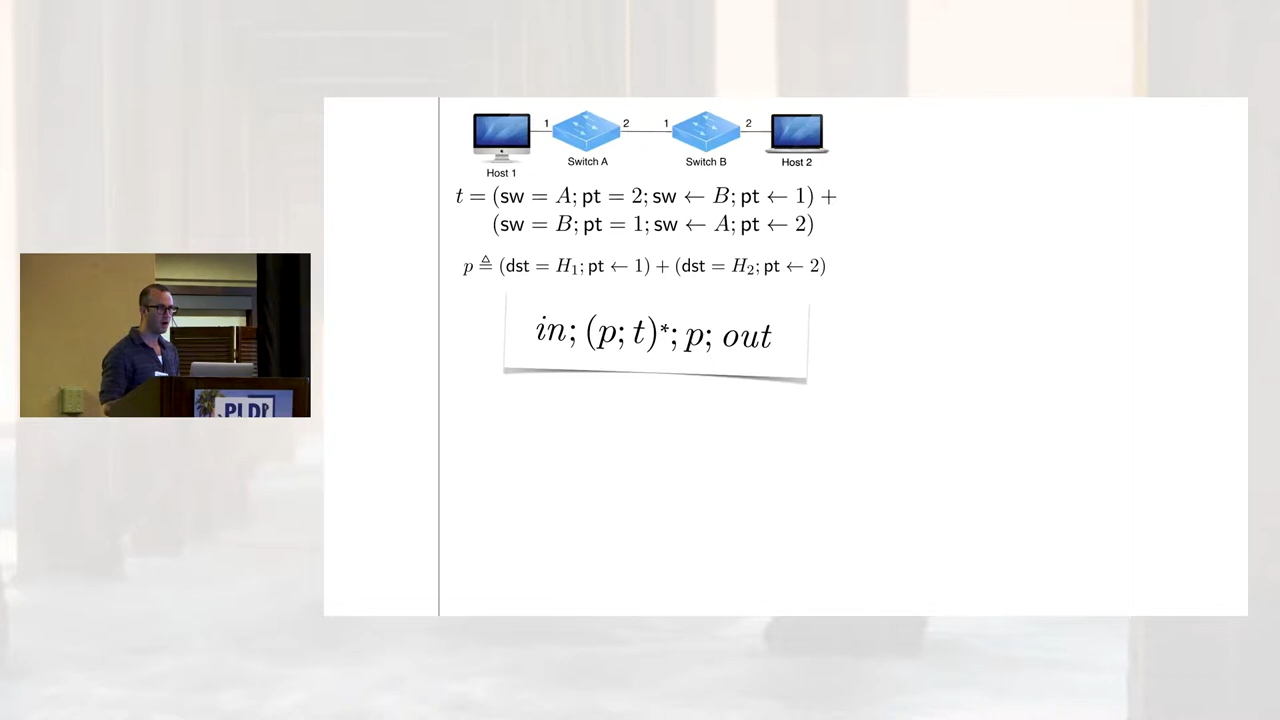 1 2 1 2
Switch A Switch B Host 2
Host 1
t = (sw = A; pt = 2; sw ← B; pt ← 1) +
(sw = B; pt = 1; sw ← A; pt ← 2)
p ≜ (dst = H₁; pt ← 1) + (dst = H₂; pt ← 2)
in; (p; t)*; p; out
PLDI